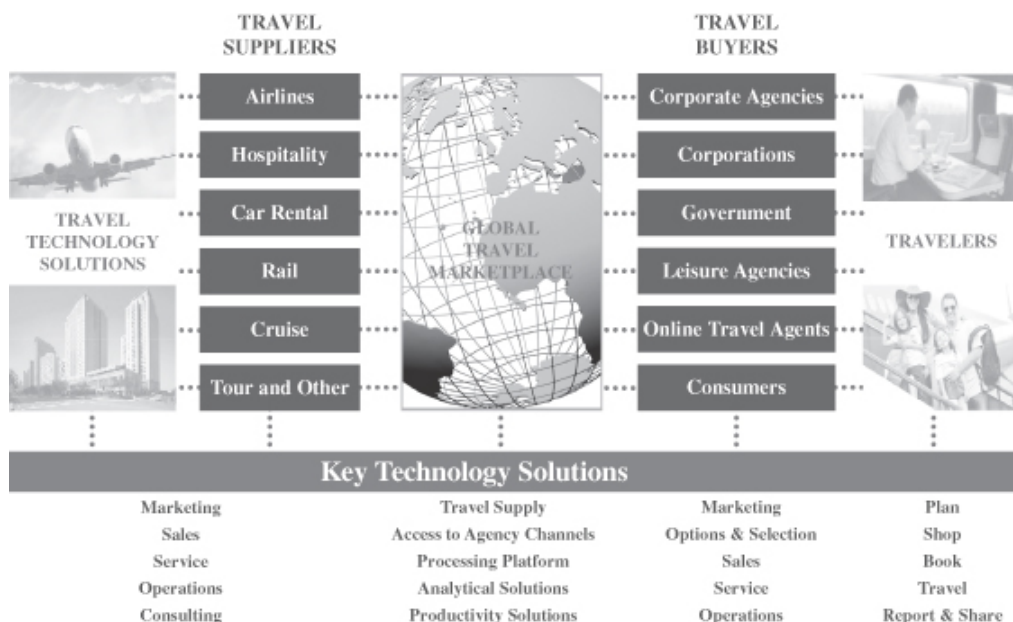 TRAVEL
SUPPLIERS
TRAVEL
BUYERS
Airlines
Hospitality
Car Rental
Rail
Cruise
Tour and Other
TRAVEL
TECHNOLOGY
SOLUTIONS
GLOBAL
TRAVEL
MARKETPLACE
Corporate Agencies
Corporations
Government
Leisure Agencies
Online Travel Agents
Consumers
TRAVELERS
Key Technology Solutions
Marketing
Sales
Service
Operations
Consulting
Travel Supply
Access to Agency Channels
Processing Platform
Analytical Solutions
Productivity Solutions
Marketing
Options & Selection
Sales
Service
Operations
Plan
Shop
Book
Travel
Report & Share